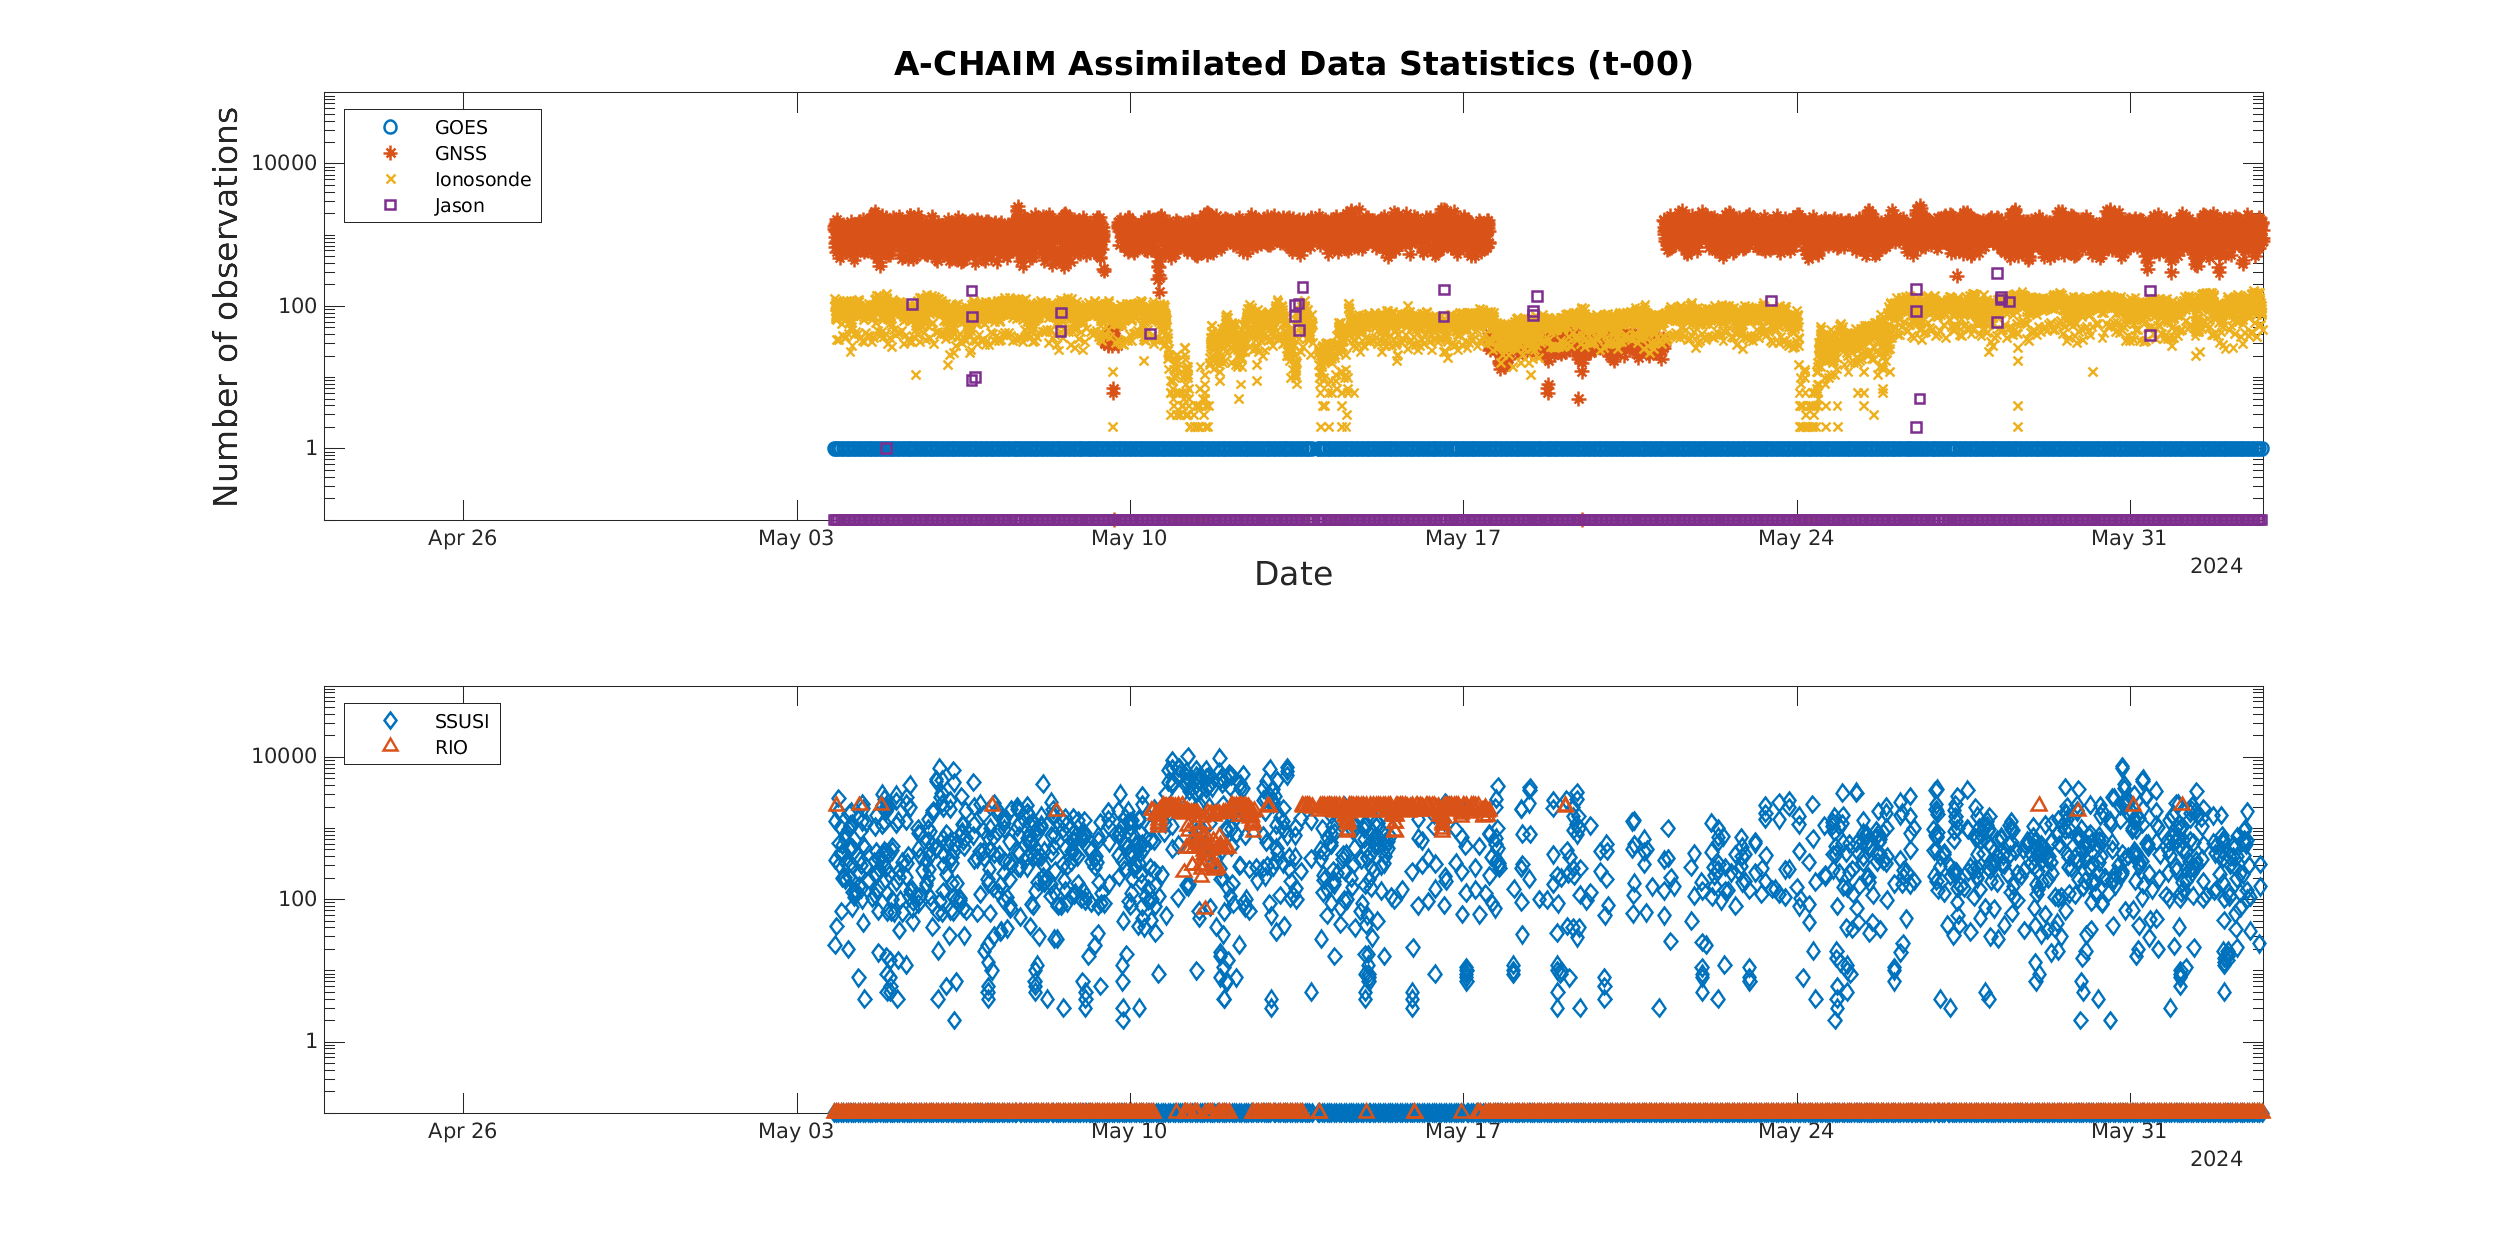 A-CHAIM Assimilated Data Statistics (t-00)
Number of observations
10000
100
1
GOES
GNSS
Ionosonde
Jason
Apr 26 May 03 May 10 May 17 May 24 May 31
2024
Date
10000
100
1
SSUSI
RIO
Apr 26 May 03 May 10 May 17 May 24 May 31
2024